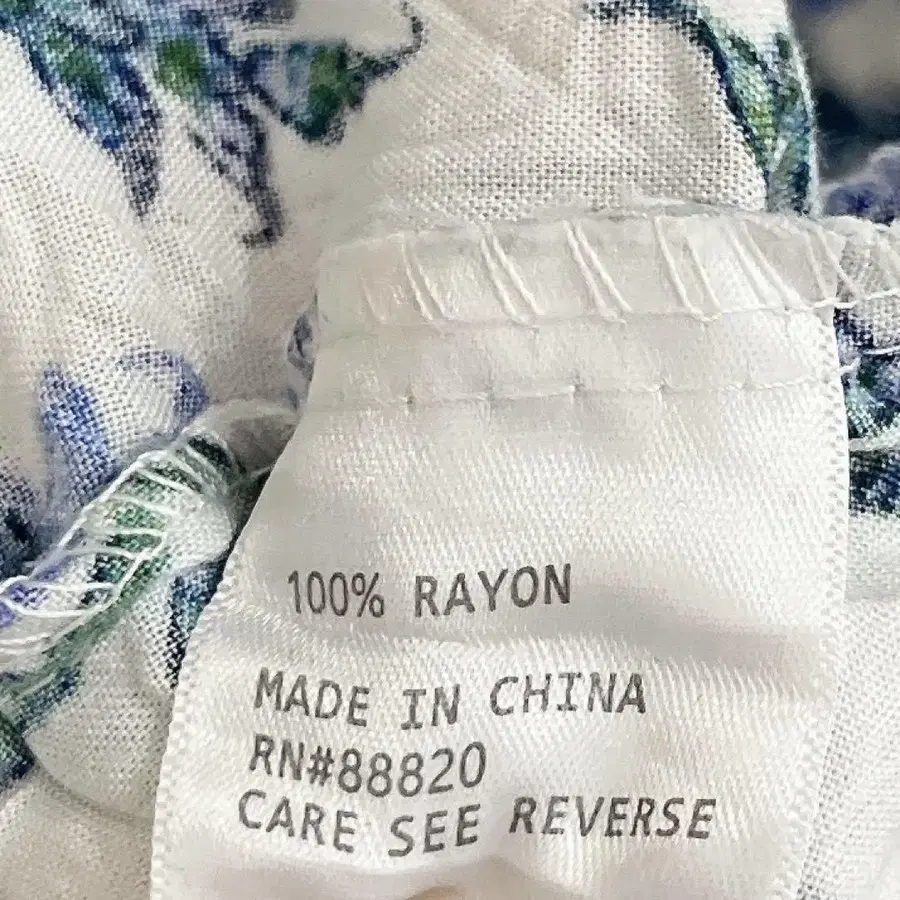 100% RAYON
MADE IN CHINA
RN#88820
CARE SEE REVERSE